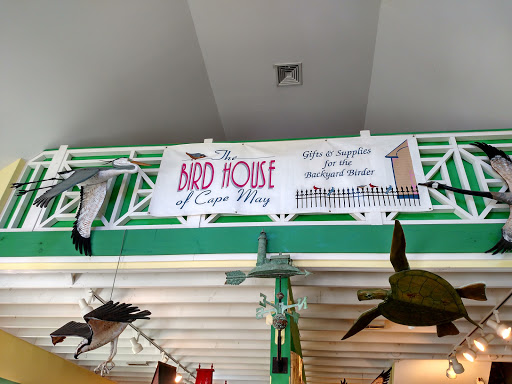 The
BIRD HOUSE
of Cape May
Gifts & Supplies
for the
Backyard Birder